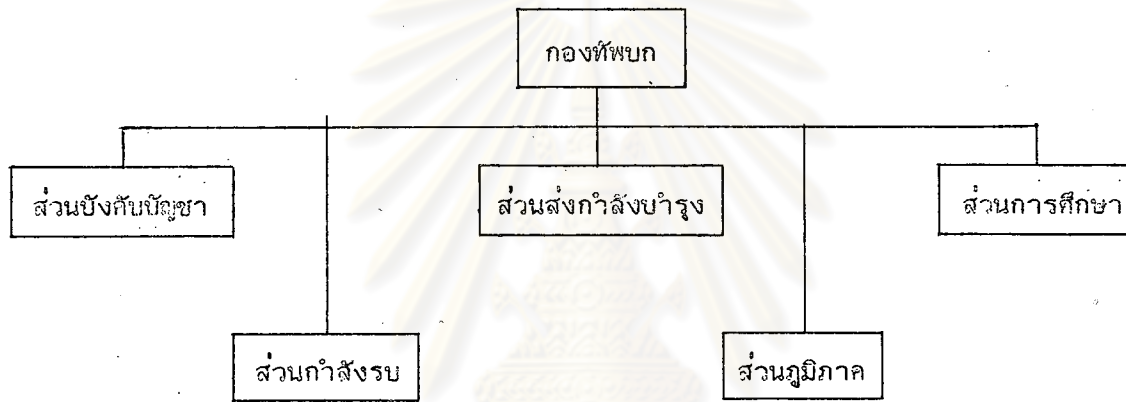 กองทัพบก
ส่วนบังคับบัญชา
ส่วนส่งกำลังบำรุง
ส่วนการศึกษา
ส่วนกำลังรบ
ส่วนภูมิภาค